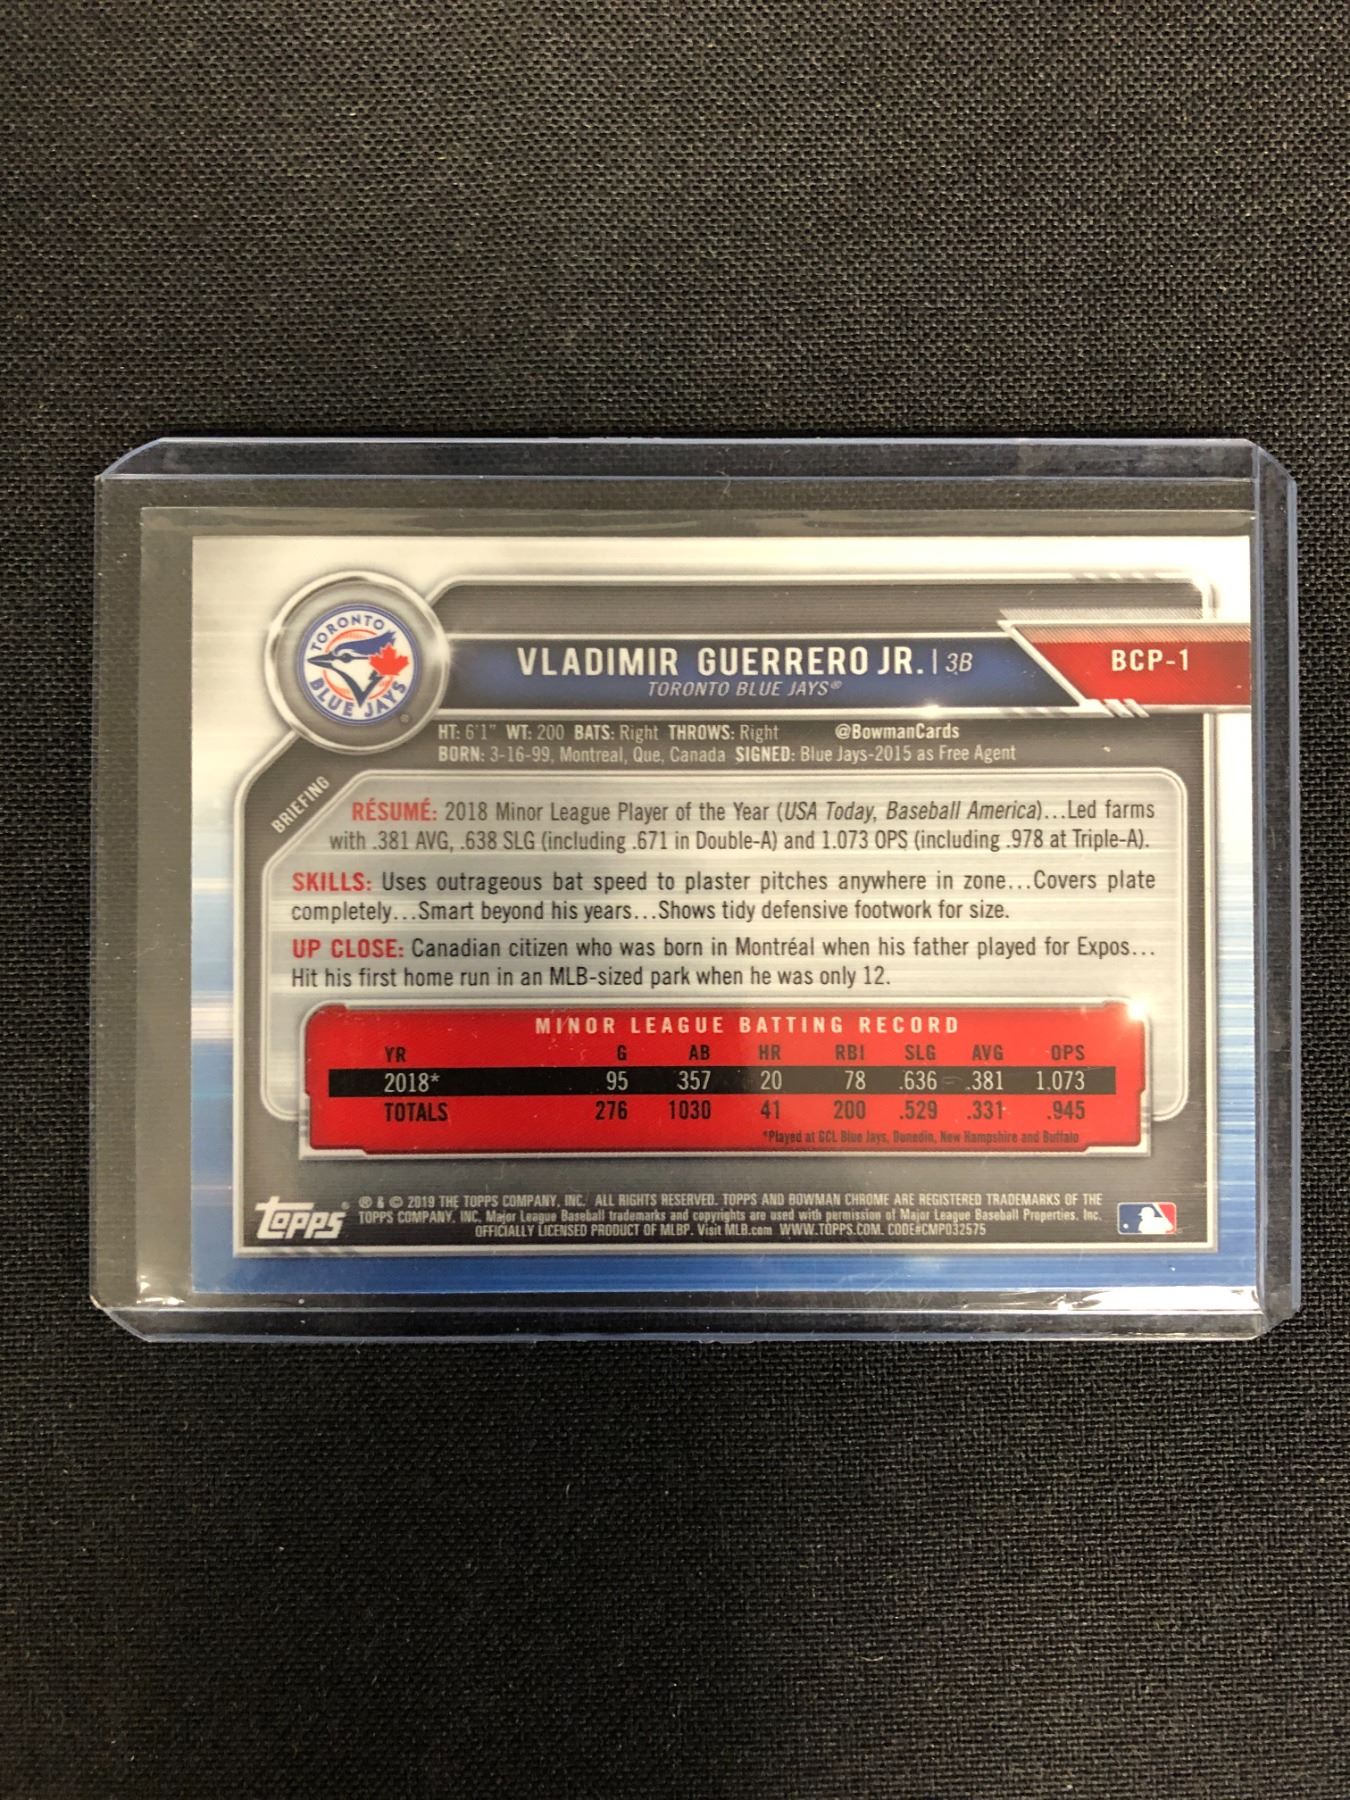 TORONTO
BLUE JAYS
®
VLADIMIR GUERRERO JR. | 3B
TORONTO BLUE JAYS®
BCP-1
HT: 6'1" WT: 200 BATS: Right THROWS: Right @BowmanCards
BORN: 3-16-99, Montreal, Que, Canada SIGNED: Blue Jays-2015 as Free Agent
BRIEFING
RÉSUMÉ: 2018 Minor League Player of the Year (USA Today, Baseball America)...Led farms
with .381 AVG, .638 SLG (including .671 in Double-A) and 1.073 OPS (including .978 at Triple-A).
SKILLS: Uses outrageous bat speed to plaster pitches anywhere in zone...Covers plate
completely...Smart beyond his years...Shows tidy defensive footwork for size.
UP CLOSE: Canadian citizen who was born in Montréal when his father played for Expos...
Hit his first home run in an MLB-sized park when he was only 12.
MINOR LEAGUE BATTING RECORD
YR G AB HR RBI SLG AVG OPS
2018* 95 357 20 78 .636 .381 1.073
TOTALS 276 1030 41 200 .529 .331 .945
*Played at GCL Blue Jays, Dunedin, New Hampshire and Buffalo
topps®
® & © 2019 THE TOPPS COMPANY, INC. ALL RIGHTS RESERVED. TOPPS AND BOWMAN CHROME ARE REGISTERED TRADEMARKS OF THE
TOPPS COMPANY, INC. Major League Baseball trademarks and copyrights are used with permission of Major League Baseball Properties, Inc.
OFFICIALLY LICENSED PRODUCT OF MLBP. Visit MLB.com WWW.TOPPS.COM. CODE#CMP032575